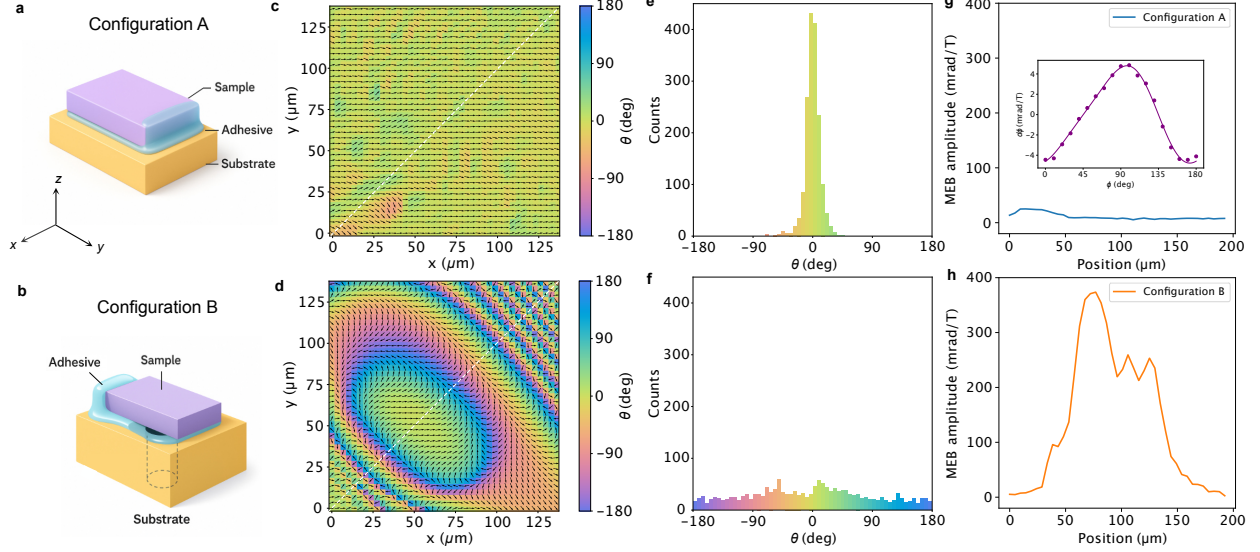 a
Configuration A
Sample
Adhesive
Substrate
z
x
y
b
Configuration B
Adhesive
Sample
Substrate
c
y (μm)
0
25
50
75
100
125
0
25
50
75
100
125
x (μm)
180
90
0
−90
−180
θ (deg)
d
y (μm)
0
25
50
75
100
125
0
25
50
75
100
125
x (μm)
180
90
0
−90
−180
θ (deg)
e
Counts
400
300
200
100
0
−180
−90
0
90
180
θ (deg)
f
Counts
400
300
200
100
0
−180
−90
0
90
180
θ (deg)
g
MEB amplitude (mrad/T)
400
300
200
100
0
0
50
100
150
200
Position (μm)
Configuration A
4
2
0
−2
−4
0
45
90
135
180
ϕ (deg)
h
MEB amplitude (mrad/T)
400
300
200
100
0
0
50
100
150
200
Position (μm)
Configuration B